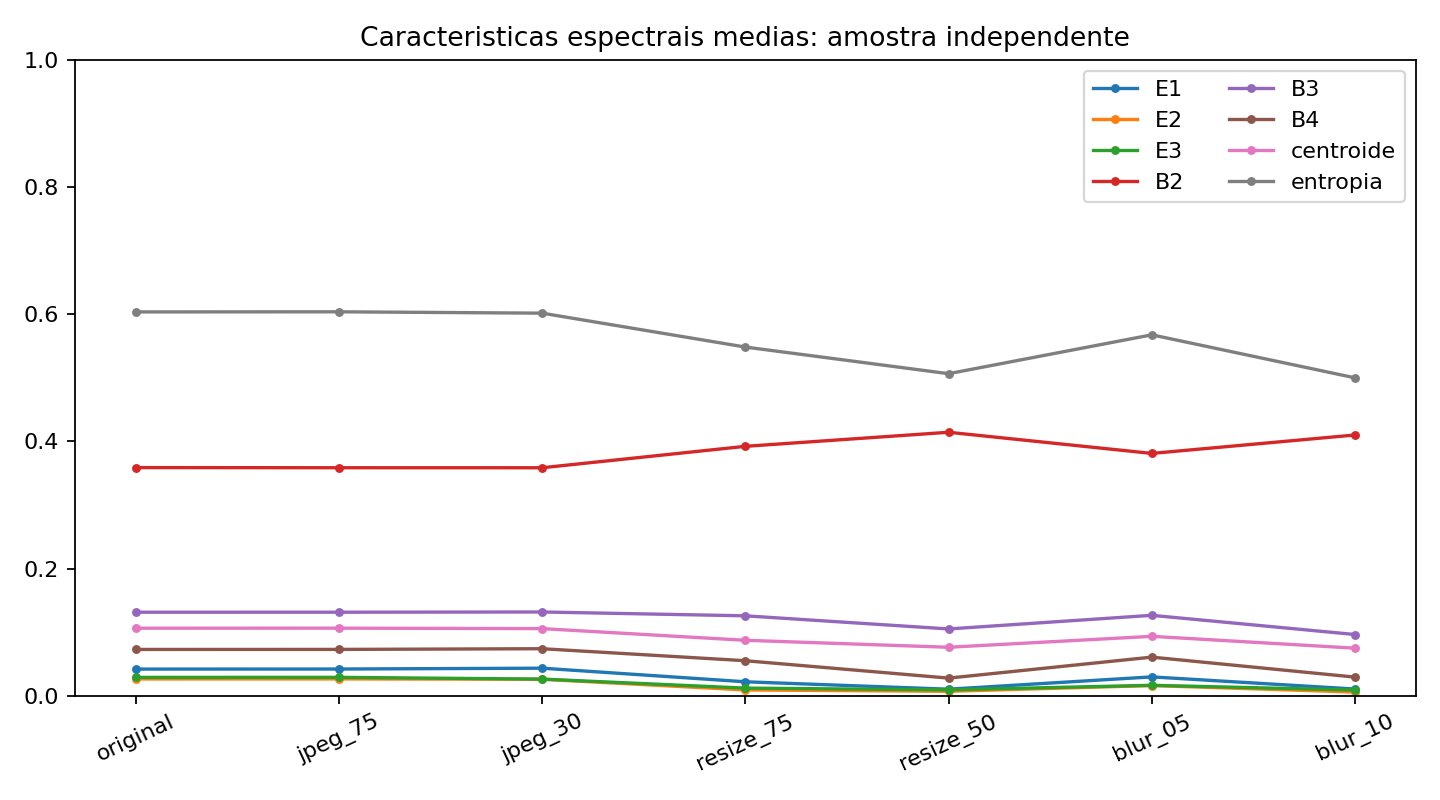 Caracteristicas espectrais medias: amostra independente
1.0
0.8
0.6
0.4
0.2
0.0
E1
E2
E3
B2
B3
B4
centroide
entropia
original
jpeg_75
jpeg_30
resize_75
resize_50
blur_05
blur_10